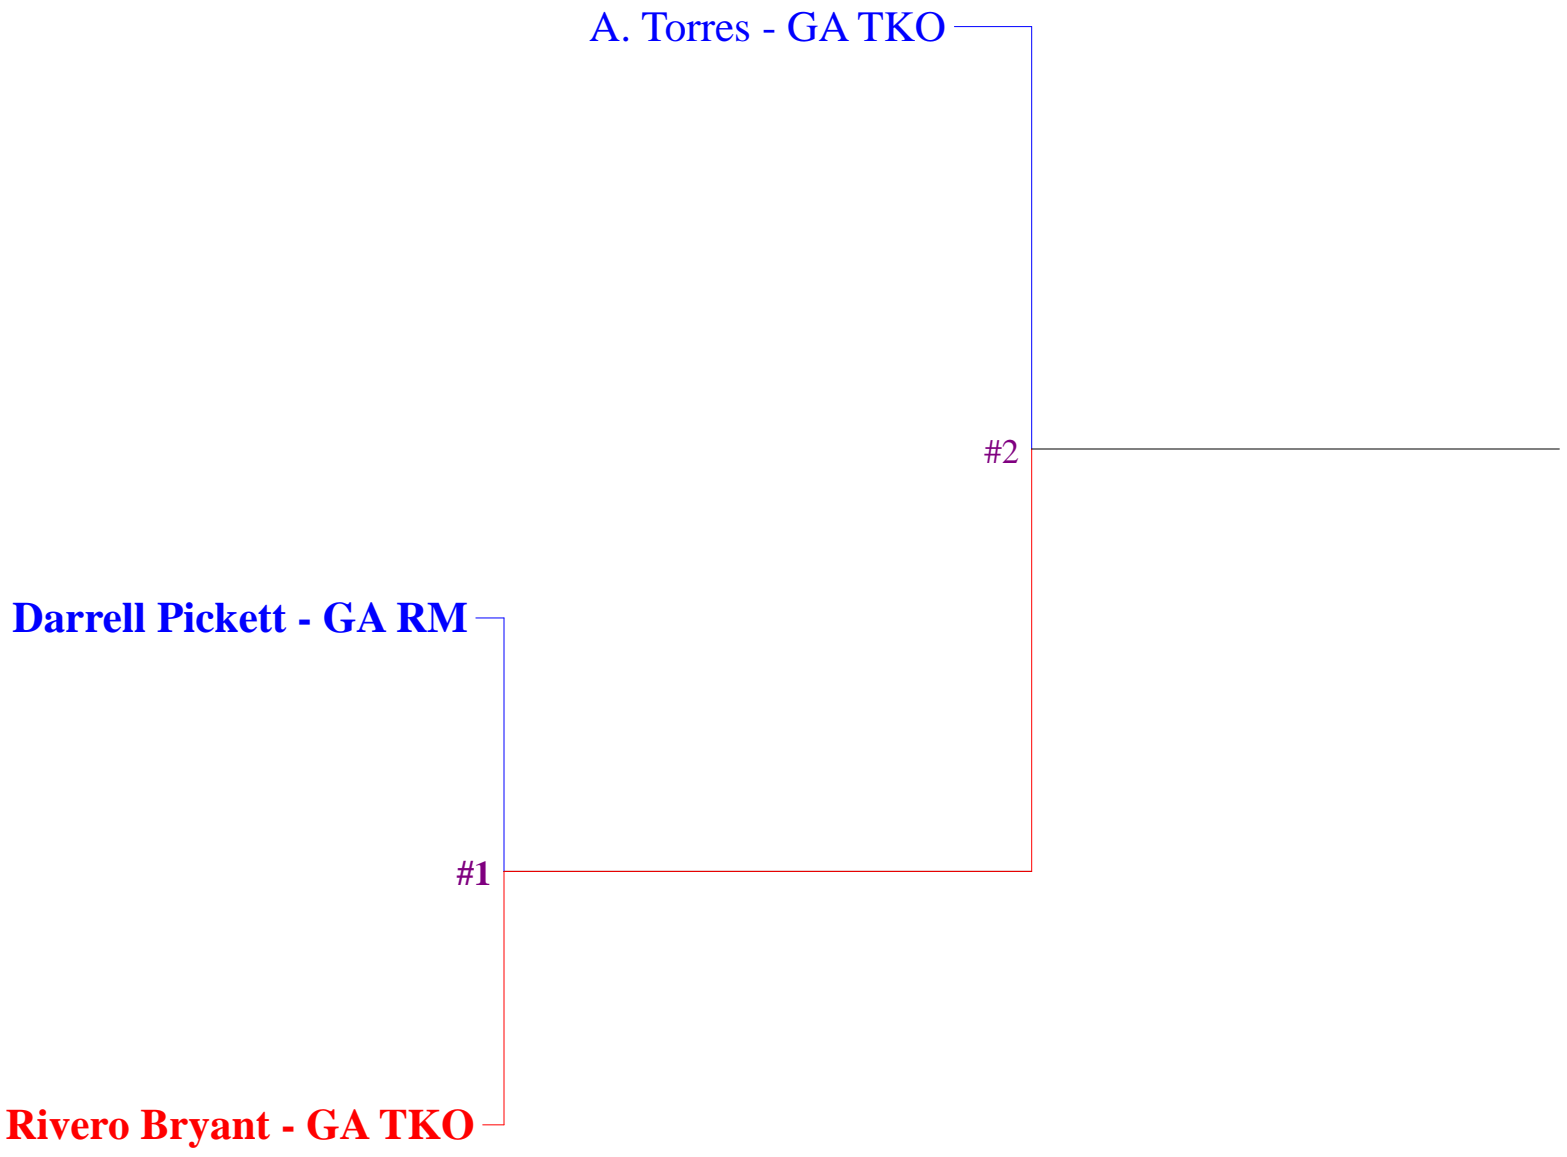 A. Torres - GA TKO
#2
Darrell Pickett - GA RM
#1
Rivero Bryant - GA TKO